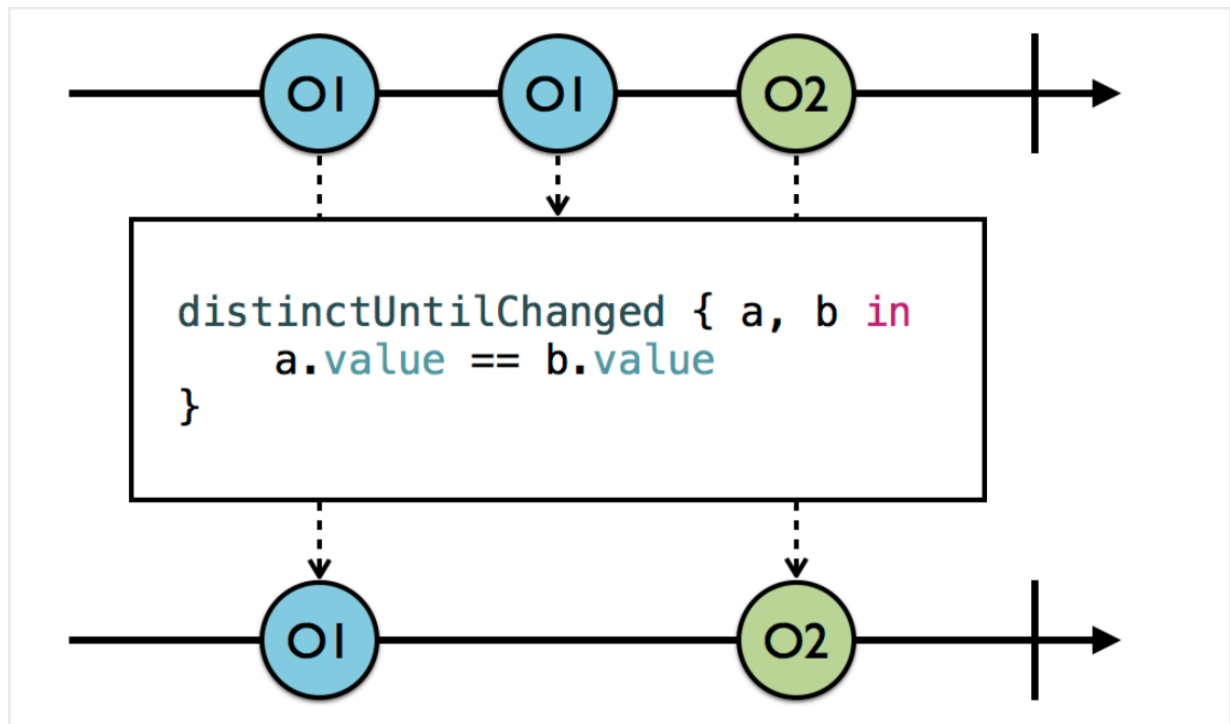 O1 O1 O2
distinctUntilChanged { a, b in
    a.value == b.value
}
O1 O2